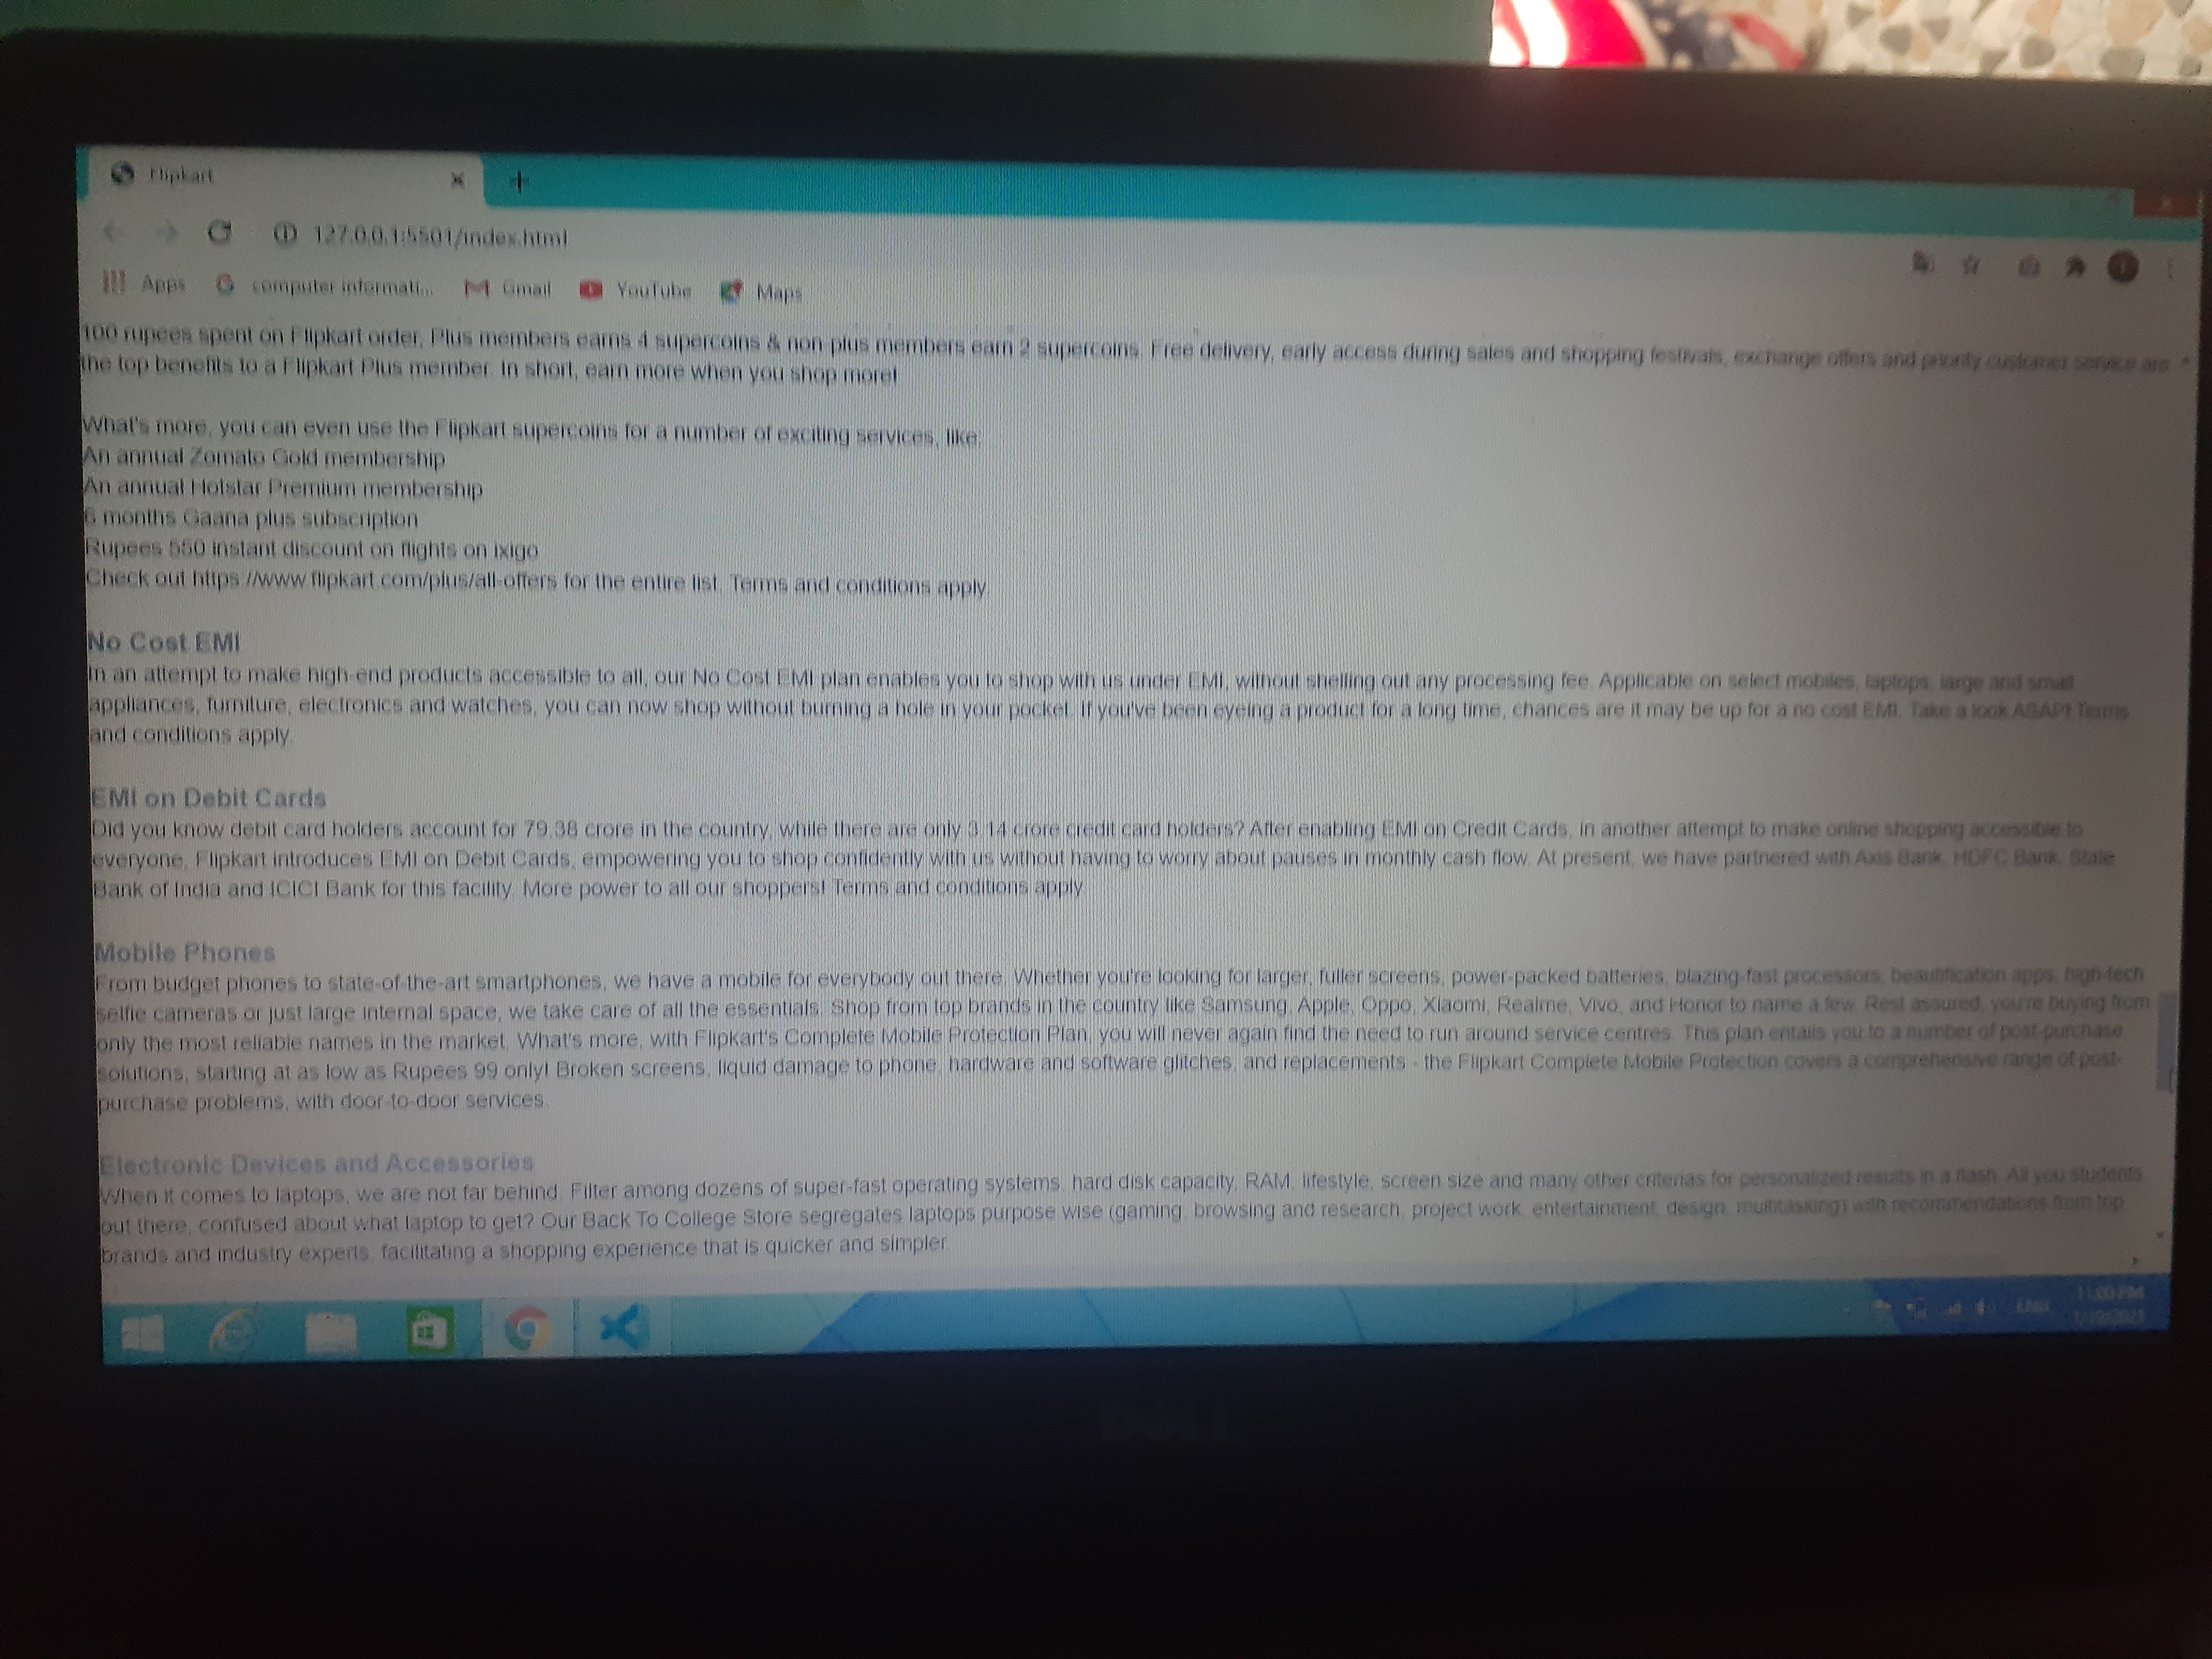 Flipkart
127.0.0.1:5501/index.html
Apps computer informati... Gmail YouTube Maps
100 rupees spent on Flipkart order, Plus members earns 4 supercoins & non-plus members earn 2 supercoins. Free delivery, early access during sales and shopping festivals, exchange offers and priority customer service are
the top benefits to a Flipkart Plus member. In short, earn more when you shop more!
What's more, you can even use the Flipkart supercoins for a number of exciting services, like:
An annual Zomato Gold membership
An annual Hotstar Premium membership
6 months Gaana plus subscription
Rupees 550 instant discount on flights on ixigo
Check out https://www.flipkart.com/plus/all-offers for the entire list. Terms and conditions apply.
No Cost EMI
In an attempt to make high-end products accessible to all, our No Cost EMI plan enables you to shop with us under EMI, without shelling out any processing fee. Applicable on select mobiles, laptops, large and small
appliances, furniture, electronics and watches, you can now shop without burning a hole in your pocket. If you've been eyeing a product for a long time, chances are it may be up for a no cost EMI. Take a look ASAP! Terms
and conditions apply.
EMI on Debit Cards
Did you know debit card holders account for 79.38 crore in the country, while there are only 3.14 crore credit card holders? After enabling EMI on Credit Cards, in another attempt to make online shopping accessible to
everyone, Flipkart introduces EMI on Debit Cards, empowering you to shop confidently with us without having to worry about pauses in monthly cash flow. At present, we have partnered with Axis Bank, HDFC Bank, State
Bank of India and ICICI Bank for this facility. More power to all our shoppers! Terms and conditions apply.
Mobile Phones
From budget phones to state-of-the-art smartphones, we have a mobile for everybody out there. Whether you're looking for larger, fuller screens, power-packed batteries, blazing-fast processors, beautification apps, high-tech
selfie cameras or just large internal space, we take care of all the essentials. Shop from top brands in the country like Samsung, Apple, Oppo, Xiaomi, Realme, Vivo, and Honor to name a few. Rest assured, you're buying from
only the most reliable names in the market. What's more, with Flipkart's Complete Mobile Protection Plan, you will never again find the need to run around service centres. This plan entails you to a number of post-purchase
solutions, starting at as low as Rupees 99 only! Broken screens, liquid damage to phone, hardware and software glitches, and replacements - the Flipkart Complete Mobile Protection covers a comprehensive range of post-
purchase problems, with door-to-door services.
Electronic Devices and Accessories
When it comes to laptops, we are not far behind. Filter among dozens of super-fast operating systems, hard disk capacity, RAM, lifestyle, screen size and many other criterias for personalized results in a flash. All you students
out there, confused about what laptop to get? Our Back To College Store segregates laptops purpose wise (gaming, browsing and research, project work, entertainment, design, multitasking) with recommendations from top
brands and industry experts, facilitating a shopping experience that is quicker and simpler.
11:00 PM
DELL